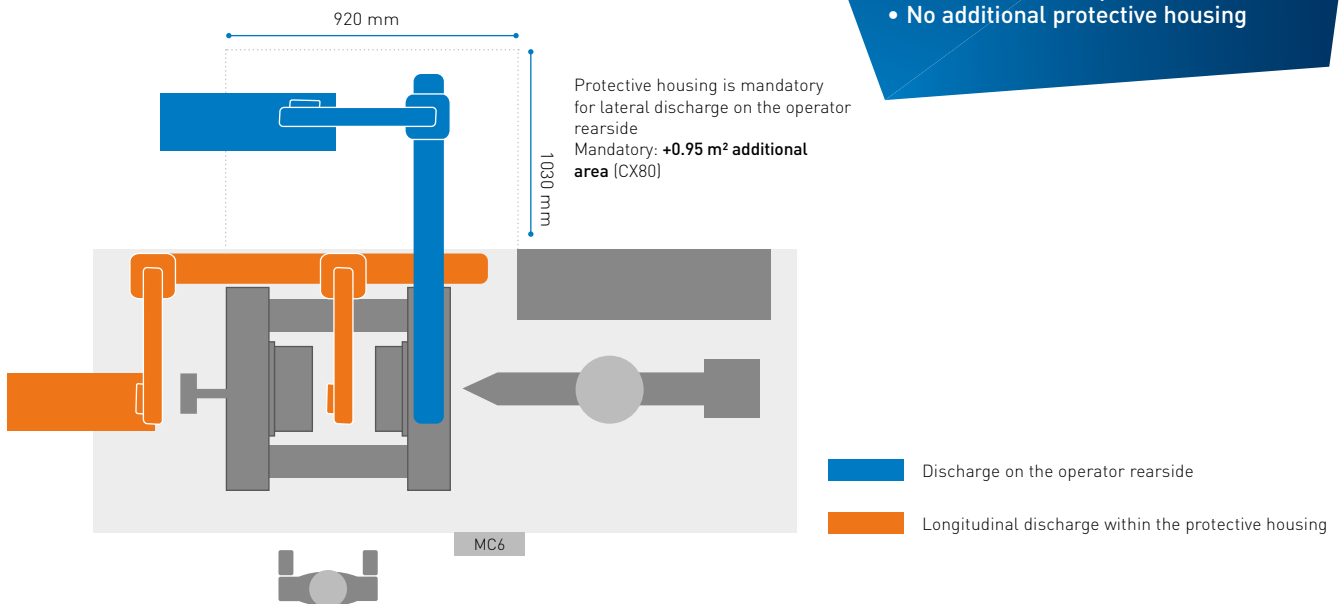 • No additional protective housing
920 mm
Protective housing is mandatory
for lateral discharge on the operator
rearside
Mandatory: +0.95 m² additional
area (CX80)
1030 mm
Discharge on the operator rearside
Longitudinal discharge within the protective housing
MC6